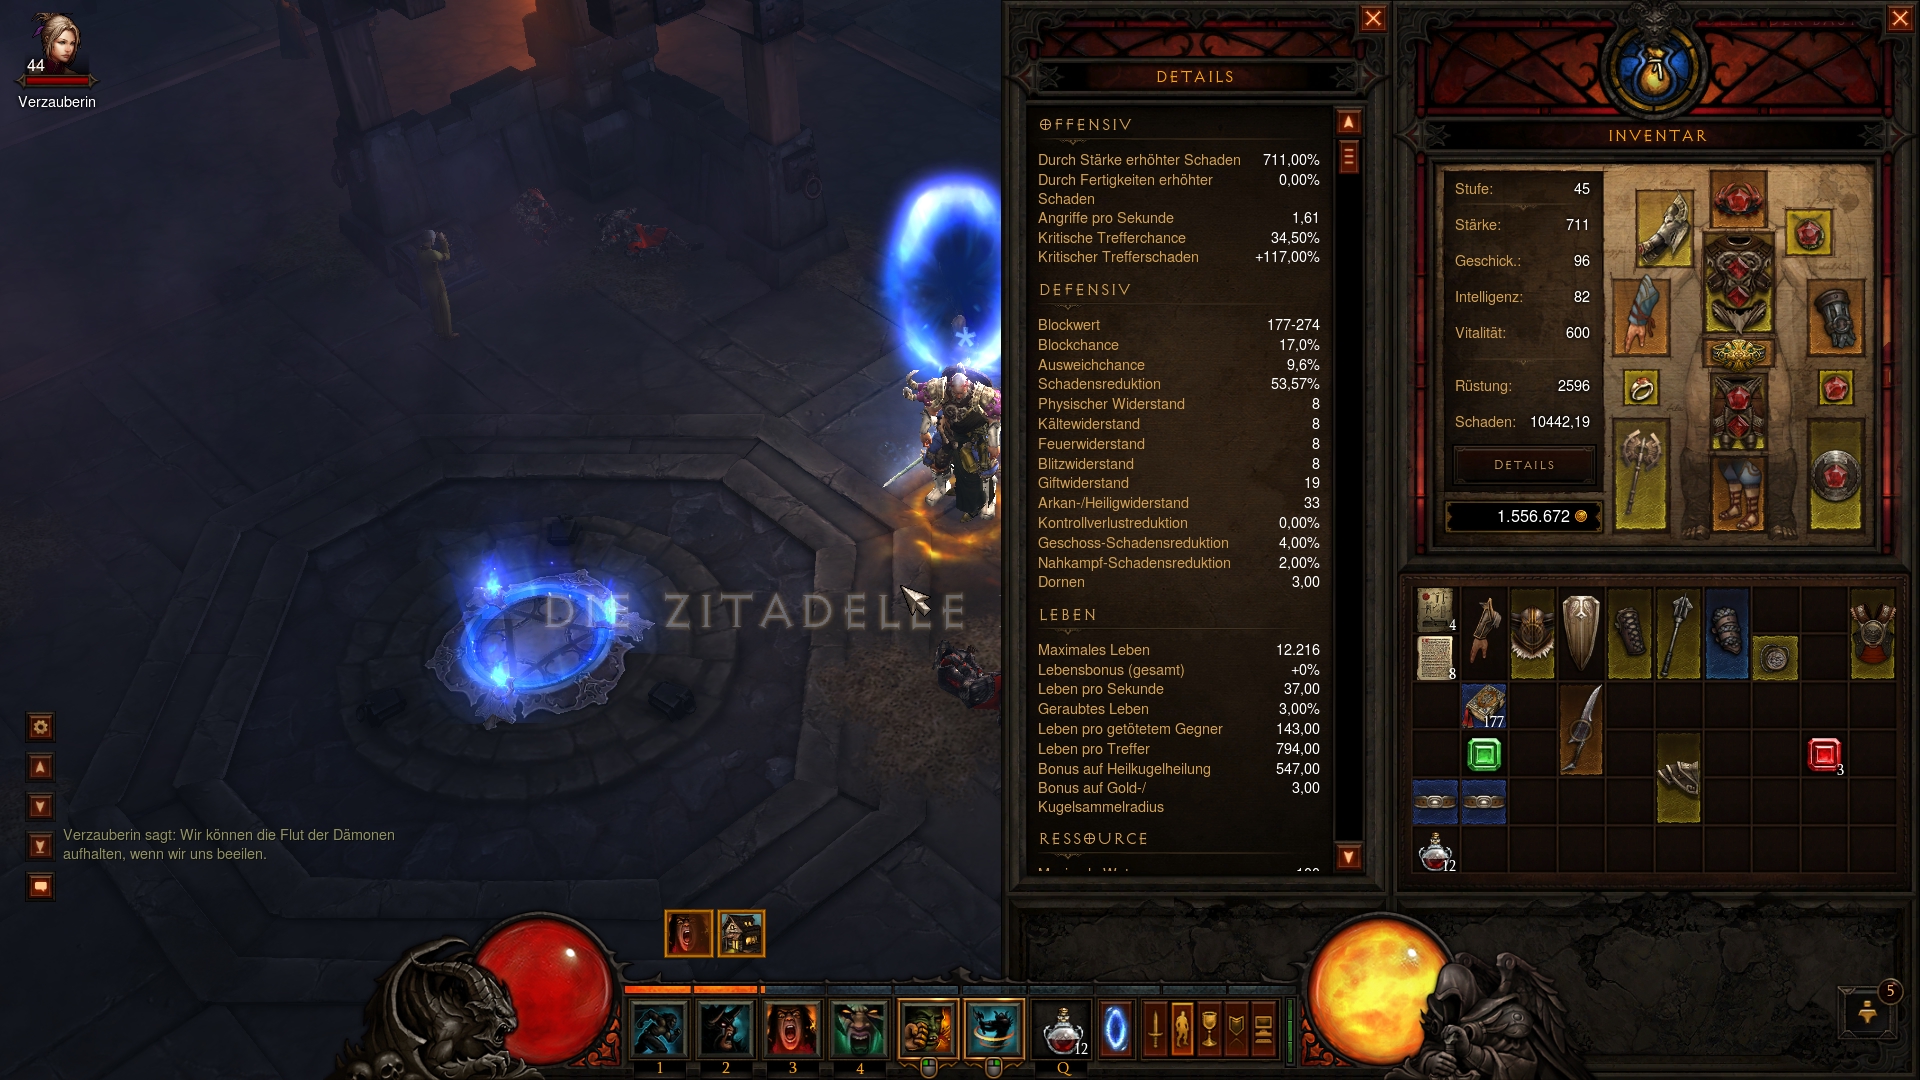 44
Verzauberin
DIE ZITADELLE
Verzauberin sagt: Wir können die Flut der Dämonen
aufhalten, wenn wir uns beeilen.
DETAILS
OFFENSIV
Durch Stärke erhöhter Schaden 711,00%
Durch Fertigkeiten erhöhter 0,00%
Schaden
Angriffe pro Sekunde 1,61
Kritische Trefferchance 34,50%
Kritischer Trefferschaden +117,00%
DEFENSIV
Blockwert 177-274
Blockchance 17,0%
Ausweichchance 9,6%
Schadensreduktion 53,57%
Physischer Widerstand 8
Kältewiderstand 8
Feuerwiderstand 8
Blitzwiderstand 8
Giftwiderstand 19
Arkan-/Heiligwiderstand 33
Kontrollverlustreduktion 0,00%
Geschoss-Schadensreduktion 4,00%
Nahkampf-Schadensreduktion 2,00%
Dornen 3,00
LEBEN
Maximales Leben 12.216
Lebensbonus (gesamt) +0%
Leben pro Sekunde 37,00
Geraubtes Leben 3,00%
Leben pro getötetem Gegner 143,00
Leben pro Treffer 794,00
Bonus auf Heilkugelheilung 547,00
Bonus auf Gold-/ 3,00
Kugelsammelradius
RESSOURCE
INVENTAR
Stufe: 45
Stärke: 711
Geschick.: 96
Intelligenz: 82
Vitalität: 600
Rüstung: 2596
Schaden: 10442,19
DETAILS
1.556.672
4
8
177
3
12
12
1 2 3 4 Q
5